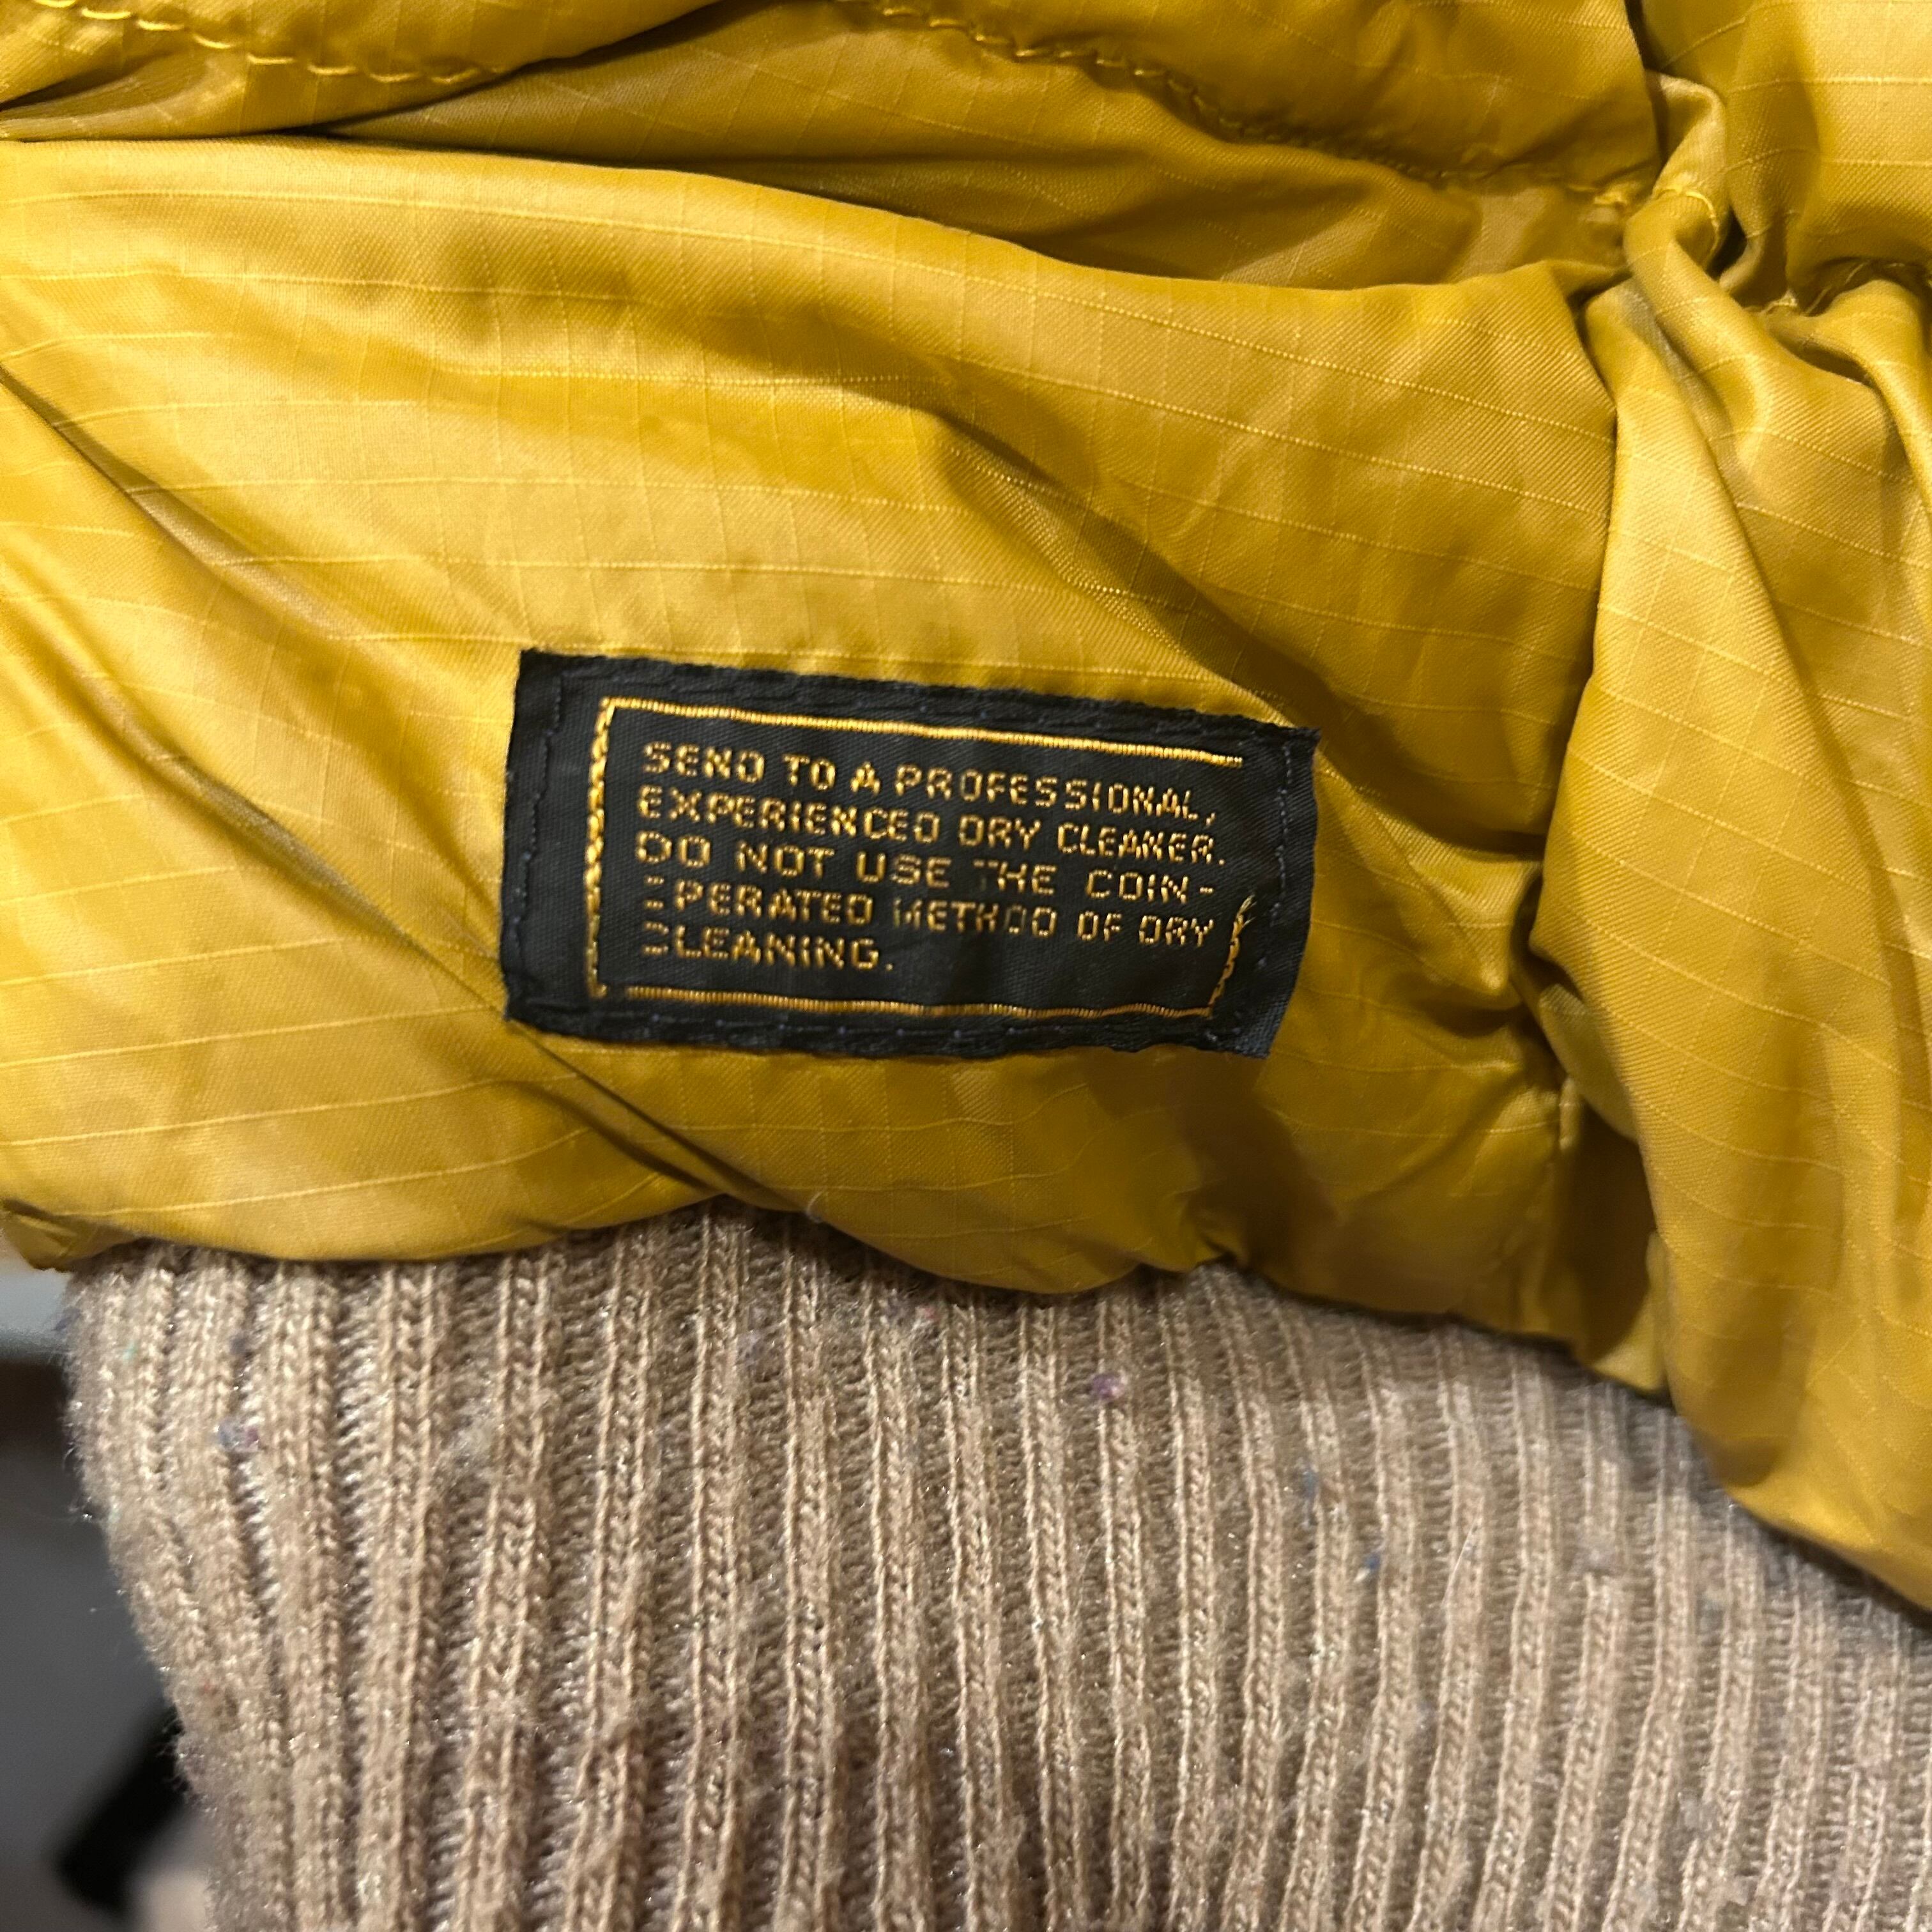 SEND TO A PROFESSIONAL,
EXPERIENCED DRY CLEANER.
DO NOT USE THE COIN-
OPERATED METHOD OF DRY
CLEANING.